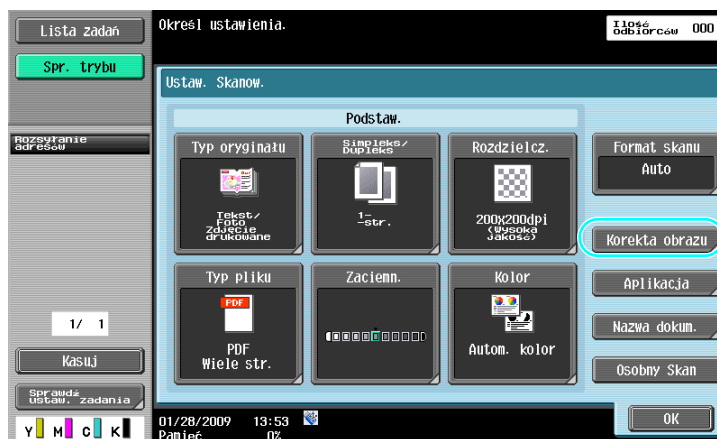 Lista zadań
Spr. trybu
Rozsyłanie
adresów
1/ 1
Kasuj
Sprawdź
ustaw. zadania
Y M C K
Określ ustawienia.
Ilość
odbiorców 000
Ustaw. Skanow.
Podstaw.
Typ oryginału
Tekst/
Foto
Zdjęcie
drukowane
Simpleks/
Dupleks
1-
-str.
Rozdzielcz.
200X200dpi
(Wysoka
Jakość)
Typ pliku
PDF
PDF
Wiele str.
Zaciemn.
Kolor
Autom. kolor
Format skanu
Auto
Korekta obrazu
Aplikacja
Nazwa dokum.
Osobny Skan
01/28/2009 13:53
Pamięć 0%
OK